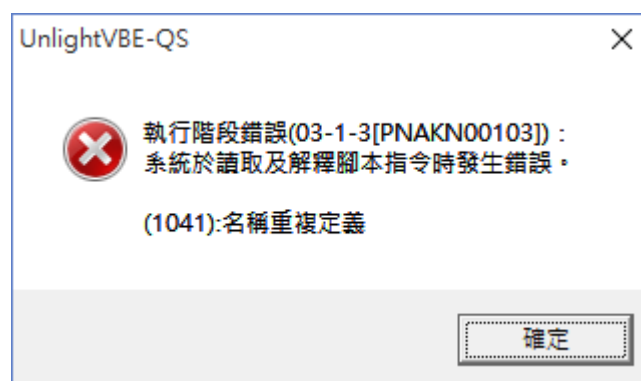 UnlightVBE-QS
執行階段錯誤(03-1-3[PNAKN00103])：
系統於讀取及解釋腳本指令時發生錯誤。
(1041):名稱重複定義
確定